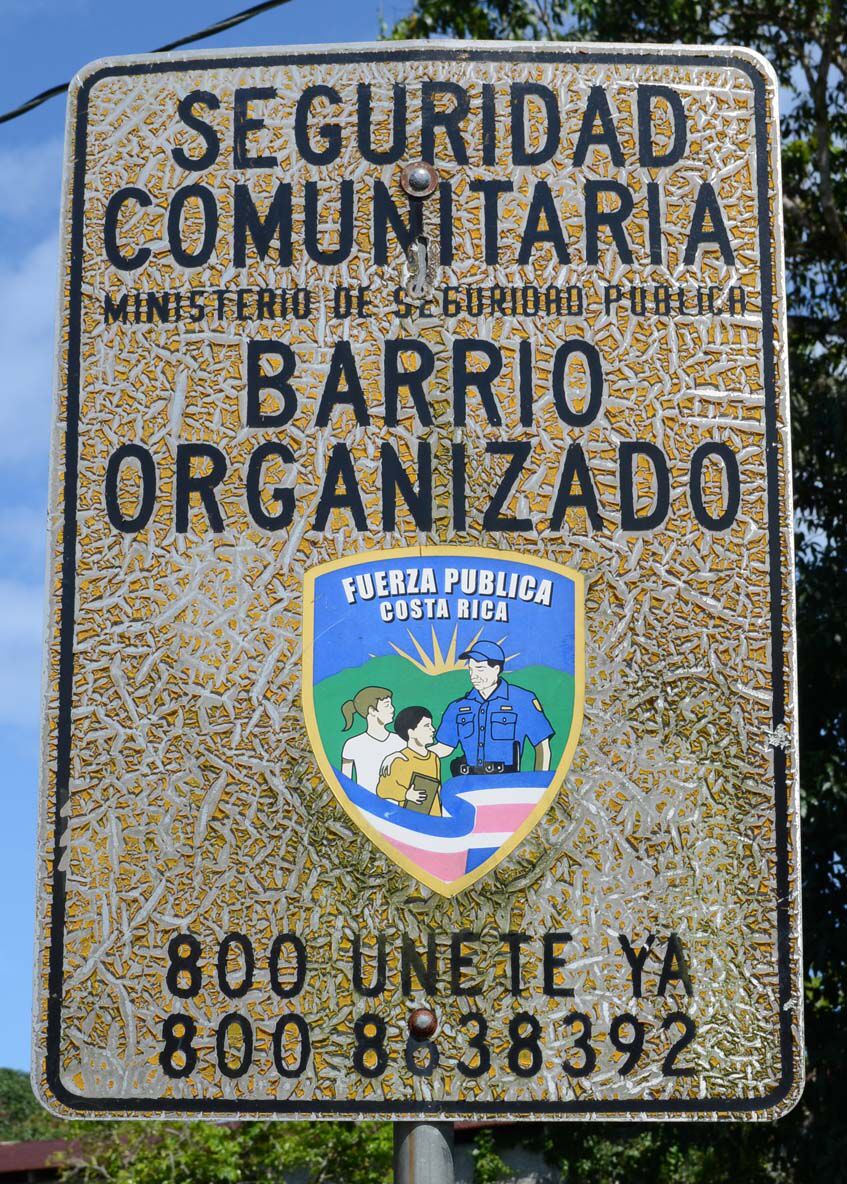 SEGURIDAD
COMUNITARIA
MINISTERIO DE SEGURIDAD PUBLICA
BARRIO
ORGANIZADO
FUERZA PUBLICA
COSTA RICA
800 UNETE YA
800 8638392